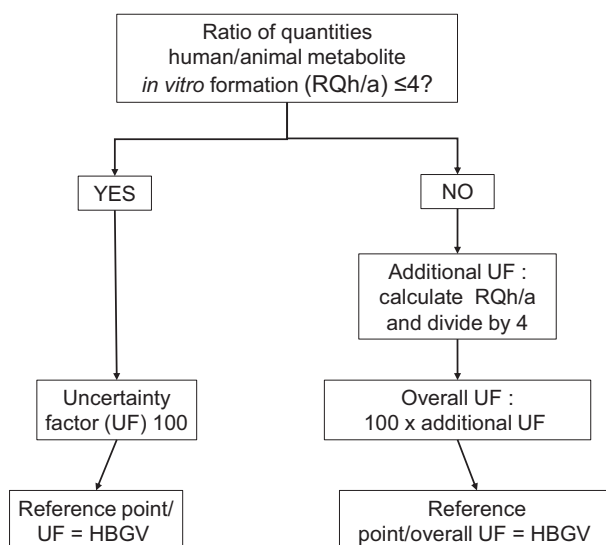 Ratio of quantities
human/animal metabolite
in vitro formation (RQh/a) ≤4?
YES
NO
Additional UF :
calculate RQh/a
and divide by 4
Uncertainty
factor (UF) 100
Overall UF :
100 x additional UF
Reference point/
UF = HBGV
Reference
point/overall UF = HBGV